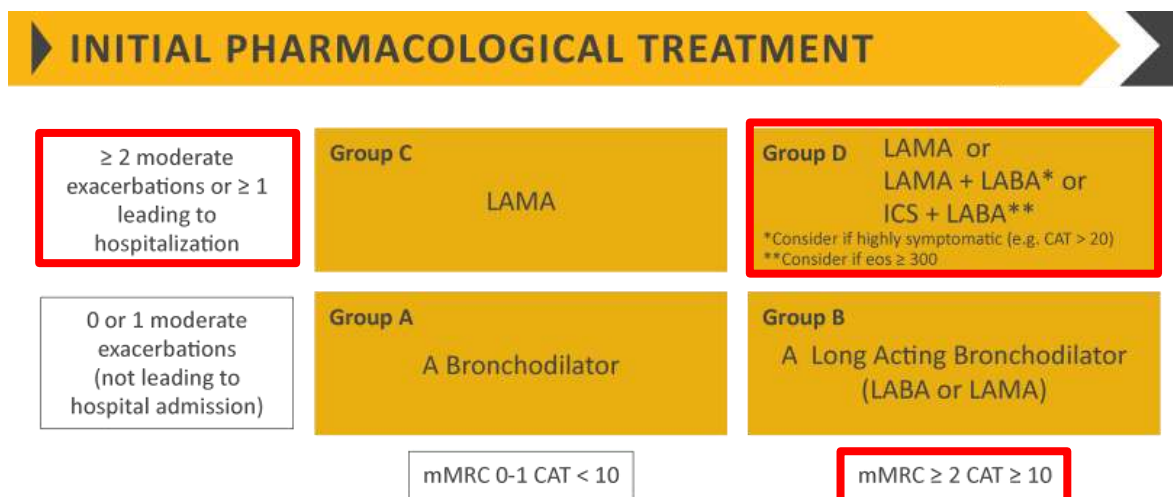 INITIAL PHARMACOLOGICAL TREATMENT
≥ 2 moderate
exacerbations or ≥ 1
leading to
hospitalization
Group C
LAMA
Group D
LAMA or
LAMA + LABA* or
ICS + LABA**
*Consider if highly symptomatic (e.g. CAT > 20)
**Consider if eos ≥ 300
0 or 1 moderate
exacerbations
(not leading to
hospital admission)
Group A
A Bronchodilator
Group B
A Long Acting Bronchodilator
(LABA or LAMA)
mMRC 0-1 CAT < 10
mMRC ≥ 2 CAT ≥ 10